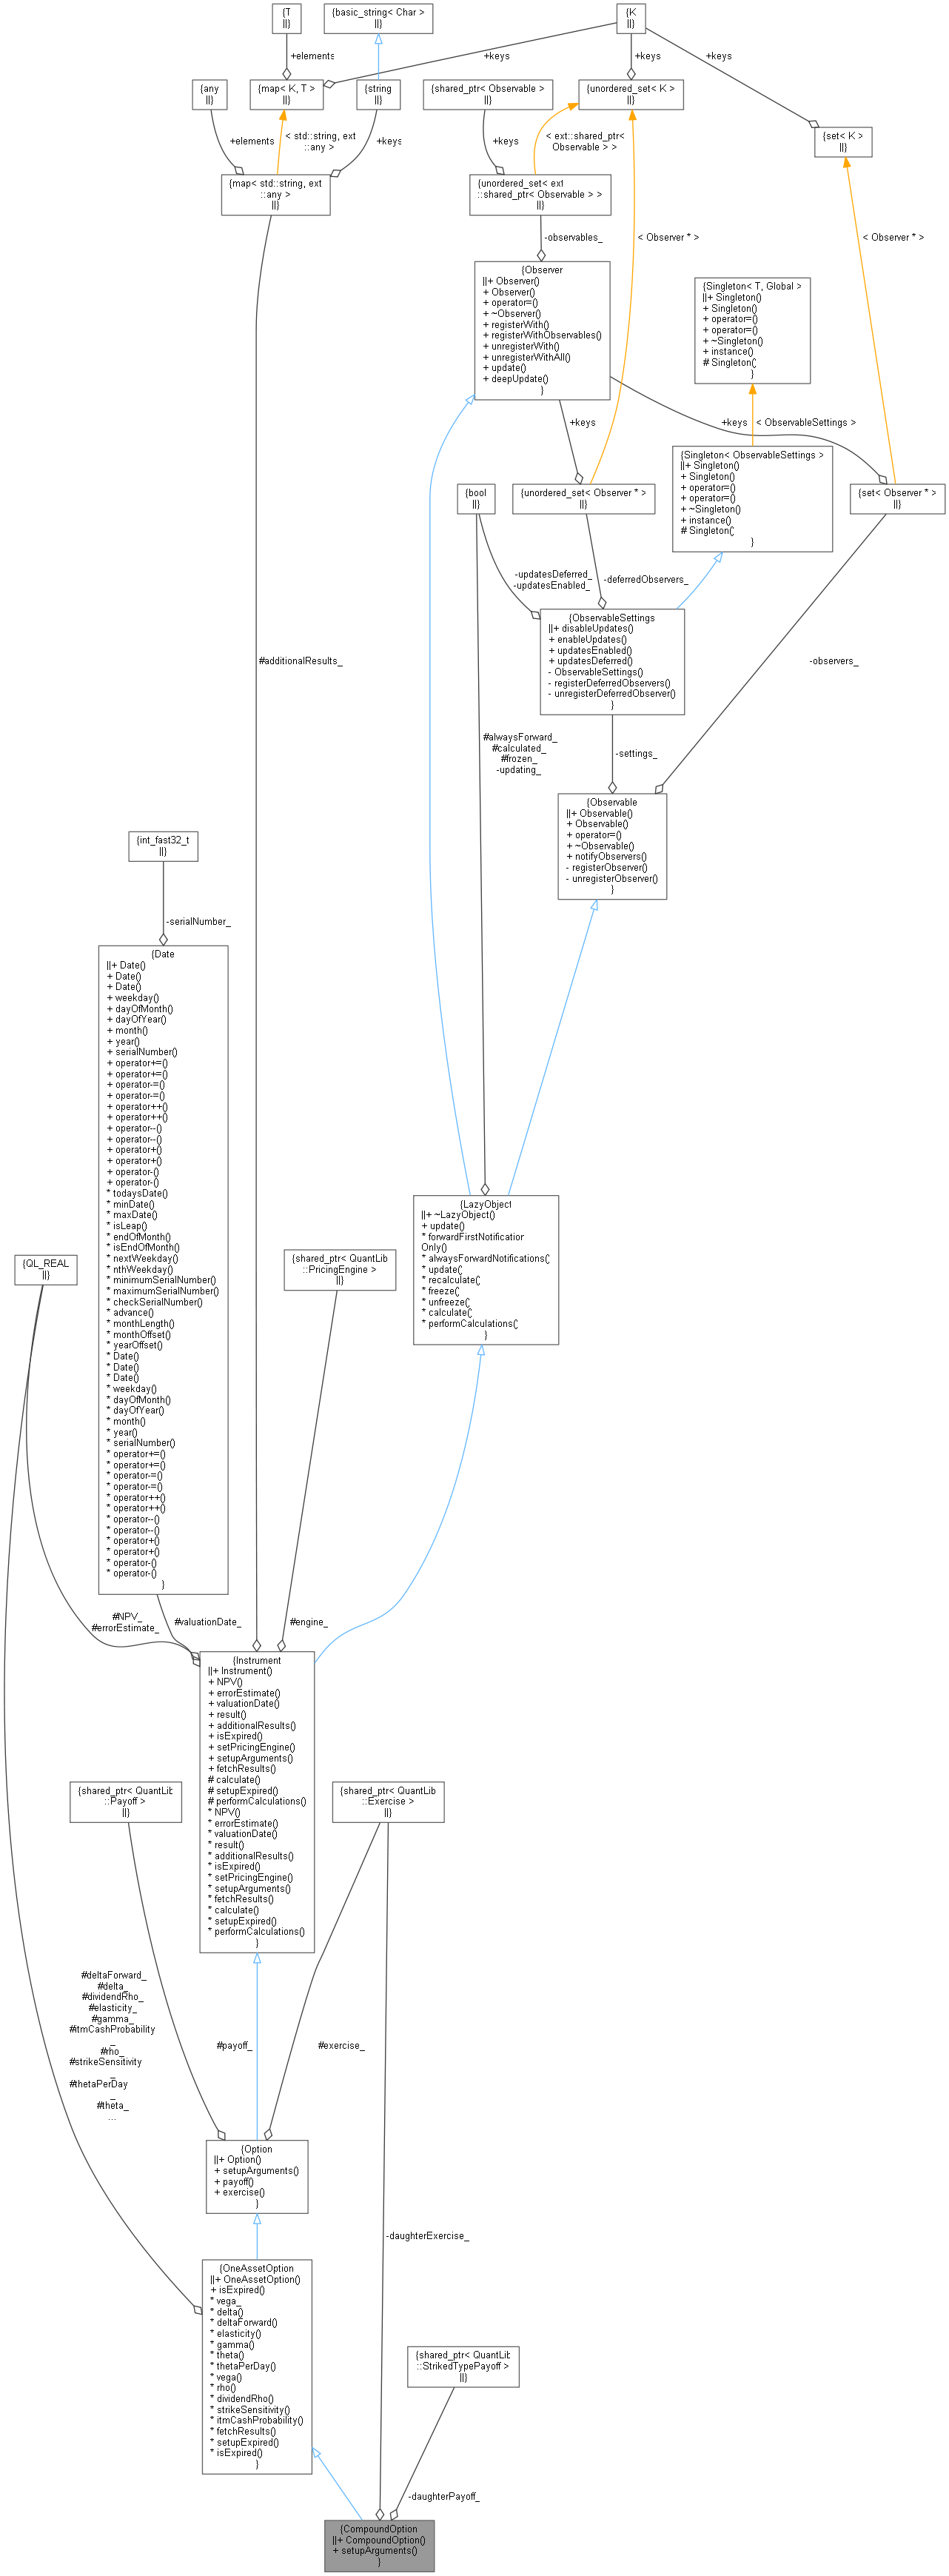 {T
||}
{basic_string< Char >
||}
{K
||}
+elements
+keys
+keys
+keys
{any
||}
{map< K, T >
||}
{string
||}
{shared_ptr< Observable >
||}
{unordered_set< K >
||}
{set< K >
||}
+elements
< std::string, ext
::any >
+keys
+keys
< ext::shared_ptr<
Observable > >
{map< std::string, ext
::any >
||}
{unordered_set< ext
::shared_ptr< Observable > >
||}
-observables_
< Observer * >
< Observer * >
{Observer
||+ Observer()
+ Observer()
+ operator=()
+ ~Observer()
+ registerWith()
+ registerWithObservables()
+ unregisterWith()
+ unregisterWithAll()
+ update()
+ deepUpdate()
}
{Singleton< T, Global >
||+ Singleton()
+ Singleton()
+ operator=()
+ operator=()
+ ~Singleton()
+ instance()
# Singleton()
}
+keys
+keys
< ObservableSettings >
{Singleton< ObservableSettings >
||+ Singleton()
+ Singleton()
+ operator=()
+ operator=()
+ ~Singleton()
+ instance()
# Singleton()
}
{bool
||}
{unordered_set< Observer * >
||}
{set< Observer * >
||}
-updatesDeferred_
-updatesEnabled_
-deferredObservers_
{ObservableSettings
||+ disableUpdates()
+ enableUpdates()
+ updatesEnabled()
+ updatesDeferred()
- ObservableSettings()
- registerDeferredObservers()
- unregisterDeferredObserver()
}
#additionalResults_
-observers_
#alwaysForward_
#calculated_
#frozen_
-updating_
-settings_
{Observable
||+ Observable()
+ Observable()
+ operator=()
+ ~Observable()
+ notifyObservers()
- registerObserver()
- unregisterObserver()
}
{int_fast32_t
||}
-serialNumber_
{Date
||+ Date()
+ Date()
+ Date()
+ weekday()
+ dayOfMonth()
+ dayOfYear()
+ month()
+ year()
+ serialNumber()
+ operator+=()
+ operator+=()
+ operator-=()
+ operator-=()
+ operator++()
+ operator++()
+ operator--()
+ operator--()
+ operator+()
+ operator+()
+ operator-()
+ operator-()
* todaysDate()
* minDate()
* maxDate()
* isLeap()
* endOfMonth()
* isEndOfMonth()
* nextWeekday()
* nthWeekday()
* minimumSerialNumber()
* maximumSerialNumber()
* checkSerialNumber()
* advance()
* monthLength()
* monthOffset()
* yearOffset()
* Date()
* Date()
* Date()
* weekday()
* dayOfMonth()
* dayOfYear()
* month()
* year()
* serialNumber()
* operator+=()
* operator+=()
* operator-=()
* operator-=()
* operator++()
* operator++()
* operator--()
* operator--()
* operator+()
* operator+()
* operator-()
* operator-()
}
{LazyObject
||+ ~LazyObject()
+ update()
* forwardFirstNotification
Only()
* alwaysForwardNotifications()
* update()
* recalculate()
* freeze()
* unfreeze()
* calculate()
* performCalculations()
}
{QL_REAL
||}
{shared_ptr< QuantLib
::PricingEngine >
||}
#NPV_
#errorEstimate_
#valuationDate_
#engine_
{Instrument
||+ Instrument()
+ NPV()
+ errorEstimate()
+ valuationDate()
+ result()
+ additionalResults()
+ isExpired()
+ setPricingEngine()
+ setupArguments()
+ fetchResults()
# calculate()
# setupExpired()
# performCalculations()
* NPV()
* errorEstimate()
* valuationDate()
* result()
* additionalResults()
* isExpired()
* setPricingEngine()
* setupArguments()
* fetchResults()
* calculate()
* setupExpired()
* performCalculations()
}
{shared_ptr< QuantLib
::Payoff >
||}
{shared_ptr< QuantLib
::Exercise >
||}
#deltaForward_
#delta_
#dividendRho_
#elasticity_
#gamma_
#itmCashProbability
_
#rho_
#strikeSensitivity
_
#thetaPerDay
_
#theta_
...
#payoff_
#exercise_
{Option
||+ Option()
+ setupArguments()
+ payoff()
+ exercise()
}
-daughterExercise_
{OneAssetOption
||+ OneAssetOption()
+ isExpired()
* vega_
* delta()
* deltaForward()
* elasticity()
* gamma()
* theta()
* thetaPerDay()
* vega()
* rho()
* dividendRho()
* strikeSensitivity()
* itmCashProbability()
* fetchResults()
* setupExpired()
* isExpired()
}
{shared_ptr< QuantLib
::StrikedTypePayoff >
||}
-daughterPayoff_
{CompoundOption
||+ CompoundOption()
+ setupArguments()
}